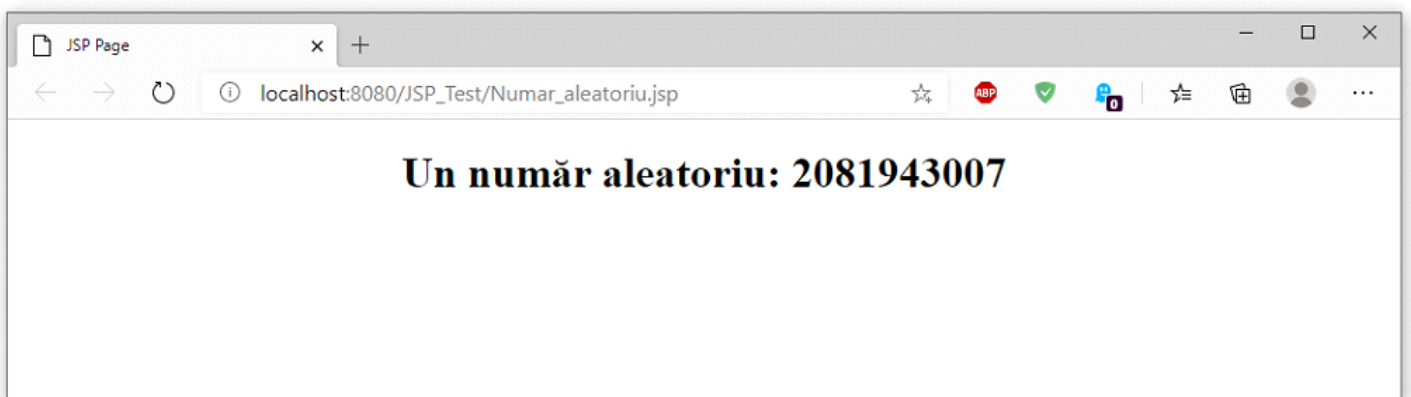 JSP Page
localhost:8080/JSP_Test/Numar_aleatoriu.jsp
ABP
0
Un număr aleatoriu: 2081943007